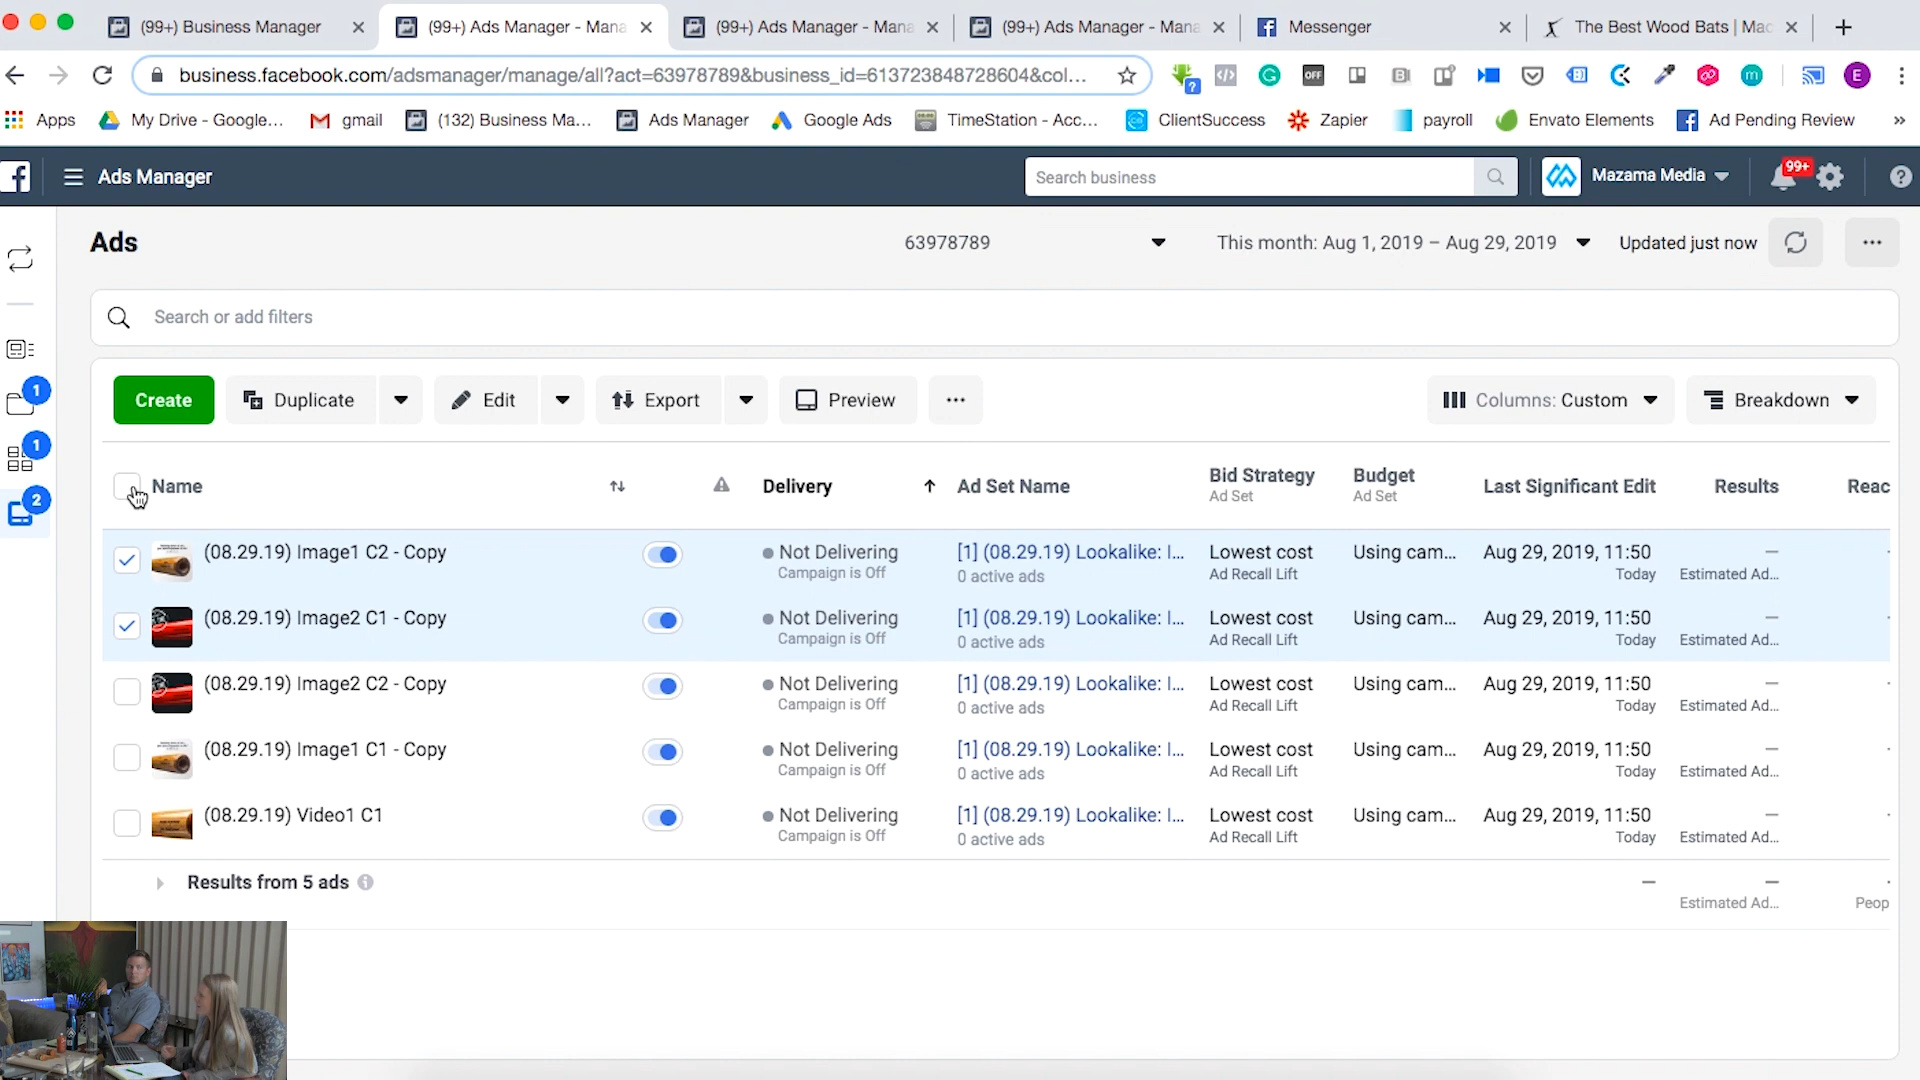 (99+) Business Manager
(99+) Ads Manager - Mana
(99+) Ads Manager - Mana
(99+) Ads Manager - Mana
Messenger
The Best Wood Bats | Mac
business.facebook.com/adsmanager/manage/all?act=63978789&business_id=613723848728604&col...
OFF
E
Apps
My Drive - Google...
gmail
(132) Business Ma...
Ads Manager
Google Ads
TimeStation - Acc...
ClientSuccess
Zapier
payroll
Envato Elements
Ad Pending Review
»
Ads Manager
Search business
Mazama Media
99+
Ads
63978789
This month: Aug 1, 2019 – Aug 29, 2019
Updated just now
Search or add filters
1
1
2
Create
Duplicate
Edit
Export
Preview
Columns: Custom
Breakdown
Name
Delivery
Ad Set Name
Bid Strategy
Ad Set
Budget
Ad Set
Last Significant Edit
Results
Reac
(08.29.19) Image1 C2 - Copy
Not Delivering
Campaign is Off
[1] (08.29.19) Lookalike: I...
0 active ads
Lowest cost
Ad Recall Lift
Using cam...
Aug 29, 2019, 11:50
Today
—
Estimated Ad...
(08.29.19) Image2 C1 - Copy
Not Delivering
Campaign is Off
[1] (08.29.19) Lookalike: I...
0 active ads
Lowest cost
Ad Recall Lift
Using cam...
Aug 29, 2019, 11:50
Today
—
Estimated Ad...
(08.29.19) Image2 C2 - Copy
Not Delivering
Campaign is Off
[1] (08.29.19) Lookalike: I...
0 active ads
Lowest cost
Ad Recall Lift
Using cam...
Aug 29, 2019, 11:50
Today
—
Estimated Ad...
(08.29.19) Image1 C1 - Copy
Not Delivering
Campaign is Off
[1] (08.29.19) Lookalike: I...
0 active ads
Lowest cost
Ad Recall Lift
Using cam...
Aug 29, 2019, 11:50
Today
—
Estimated Ad...
(08.29.19) Video1 C1
Not Delivering
Campaign is Off
[1] (08.29.19) Lookalike: I...
0 active ads
Lowest cost
Ad Recall Lift
Using cam...
Aug 29, 2019, 11:50
Today
—
Estimated Ad...
Results from 5 ads
—
—
Estimated Ad...
Peop